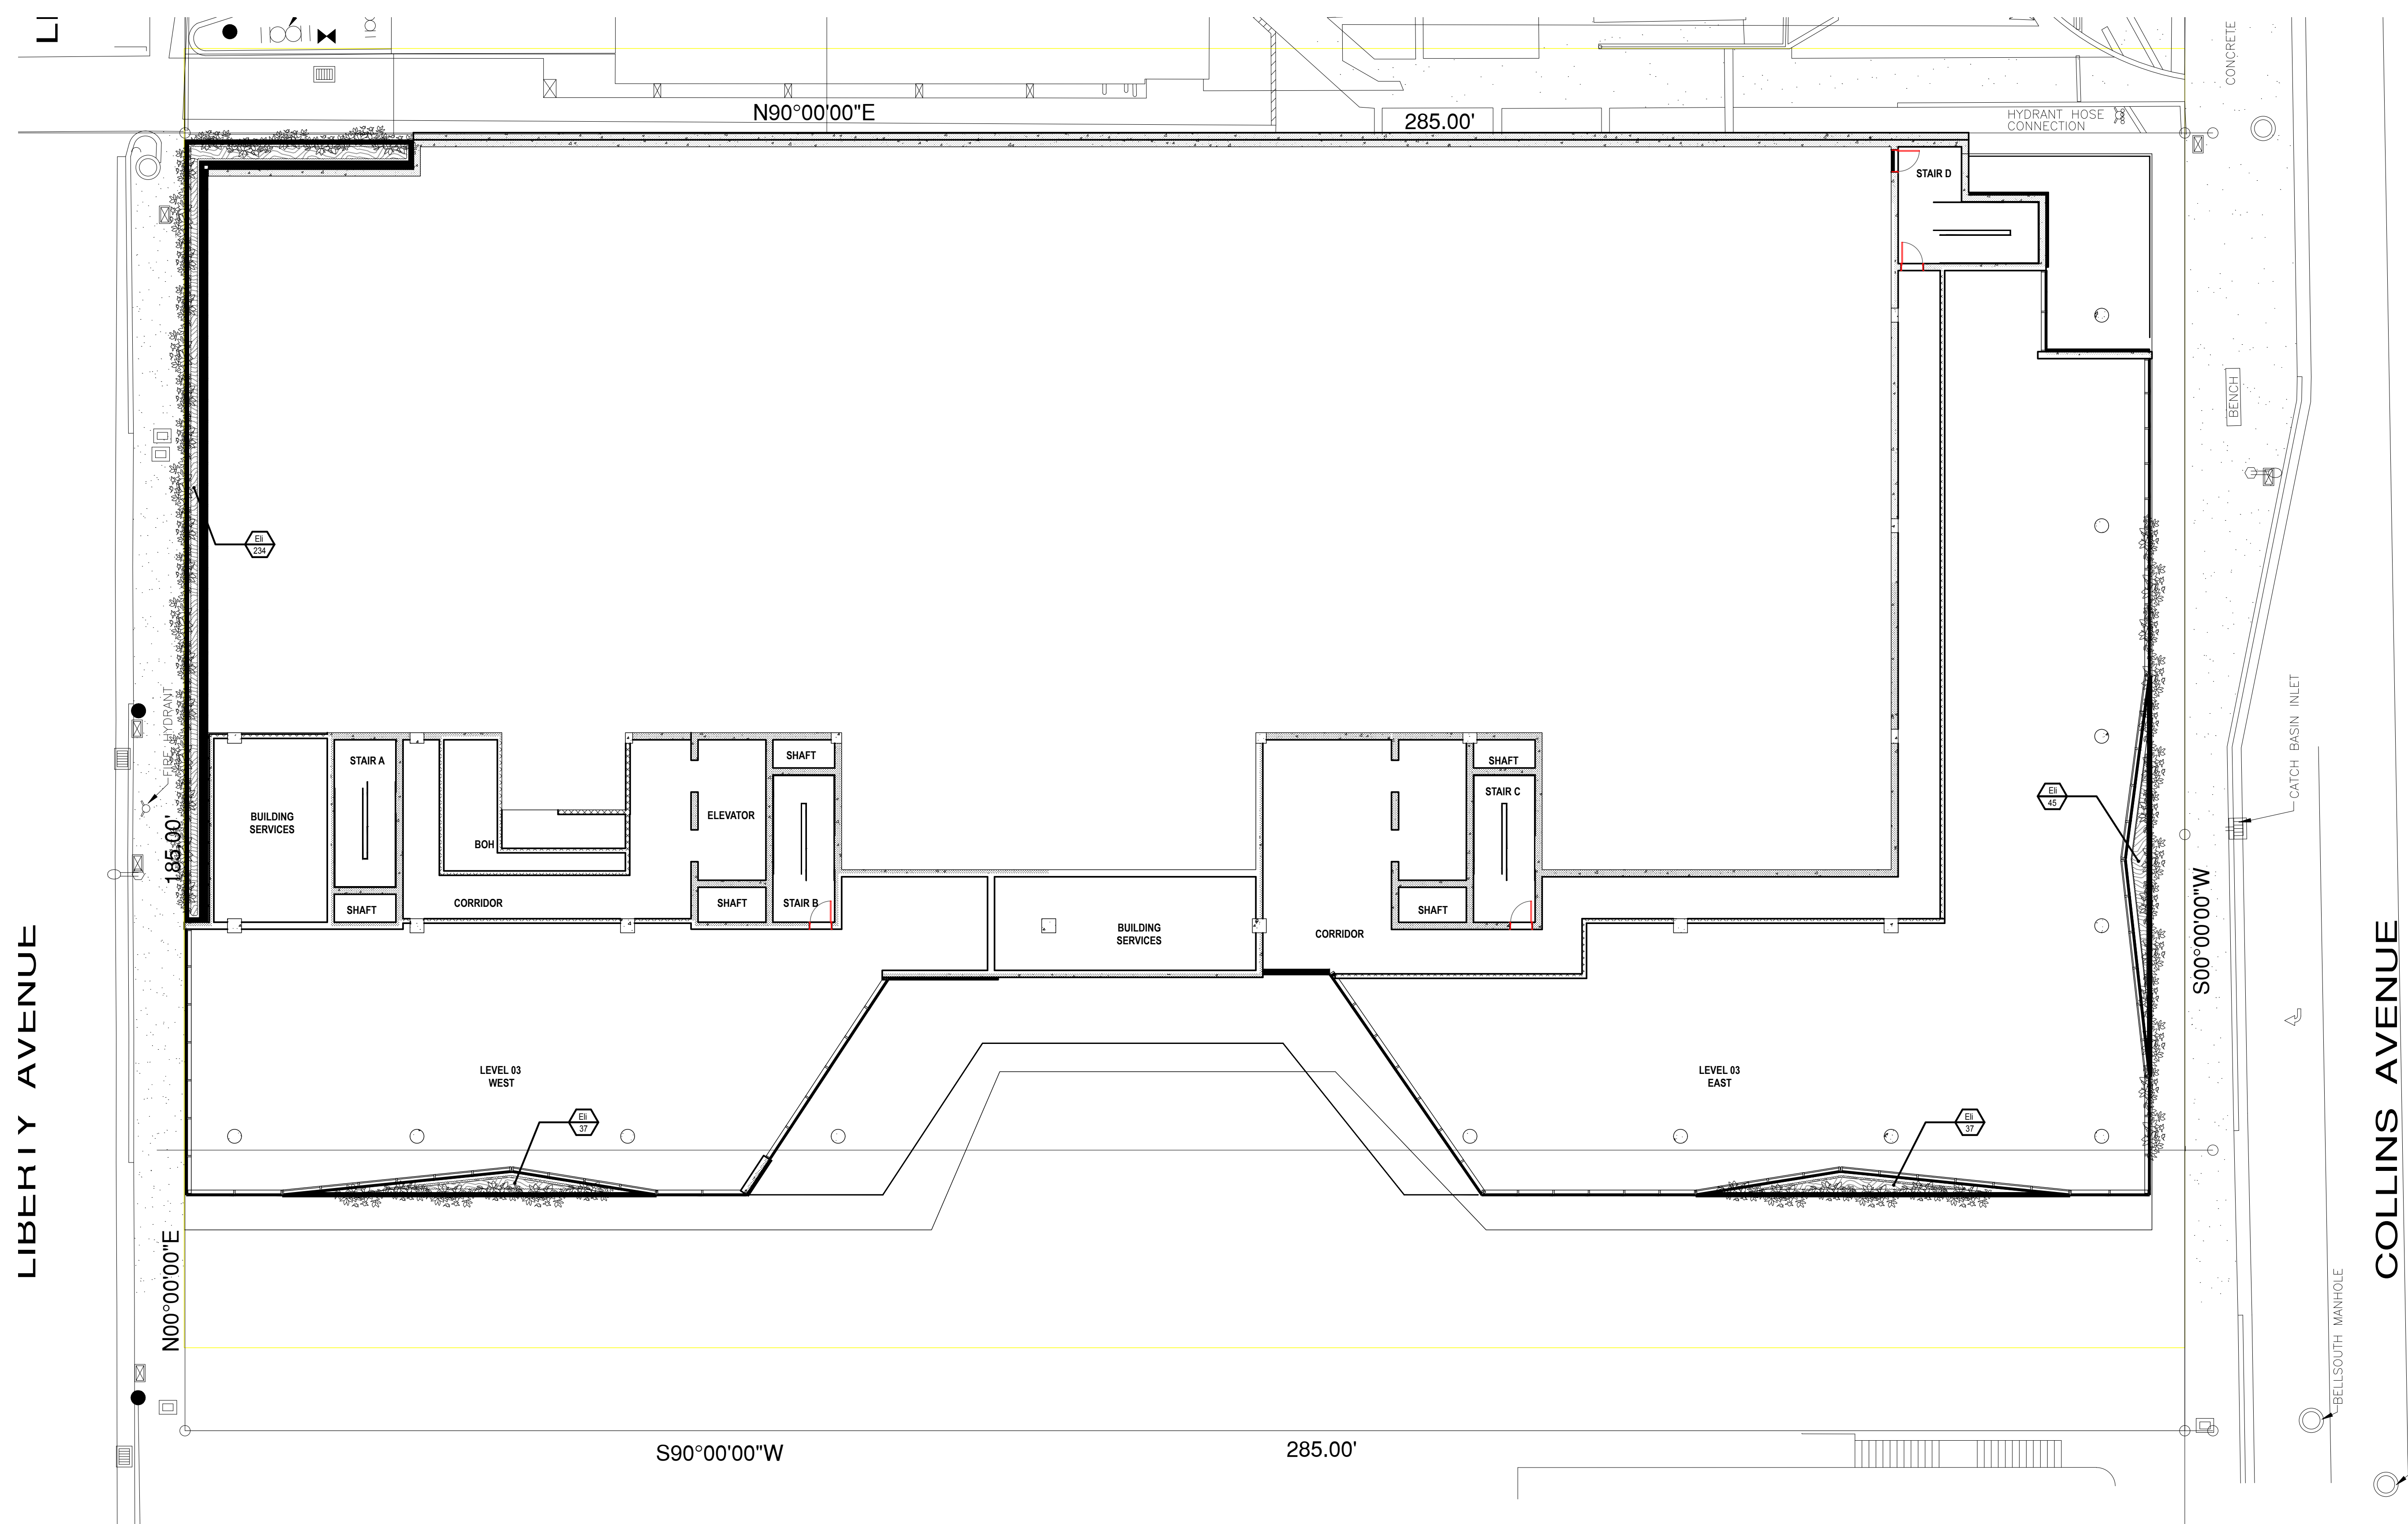 LI
CONCRETE
N90°00'00"E
285.00'
HYDRANT HOSE
CONNECTION
STAIR D
BENCH
Eli
234
FIRE HYDRANT
185.00'
N00°00'00"E
LIBERTY AVENUE
BUILDING
SERVICES
STAIR A
SHAFT
BOH
CORRIDOR
ELEVATOR
SHAFT
SHAFT
STAIR B
BUILDING
SERVICES
CORRIDOR
SHAFT
STAIR C
SHAFT
Eli
45
CATCH BASIN INLET
S00°00'00"W
COLLINS AVENUE
LEVEL 03
WEST
Eli
37
LEVEL 03
EAST
Eli
37
BELLSOUTH MANHOLE
S90°00'00"W
285.00'